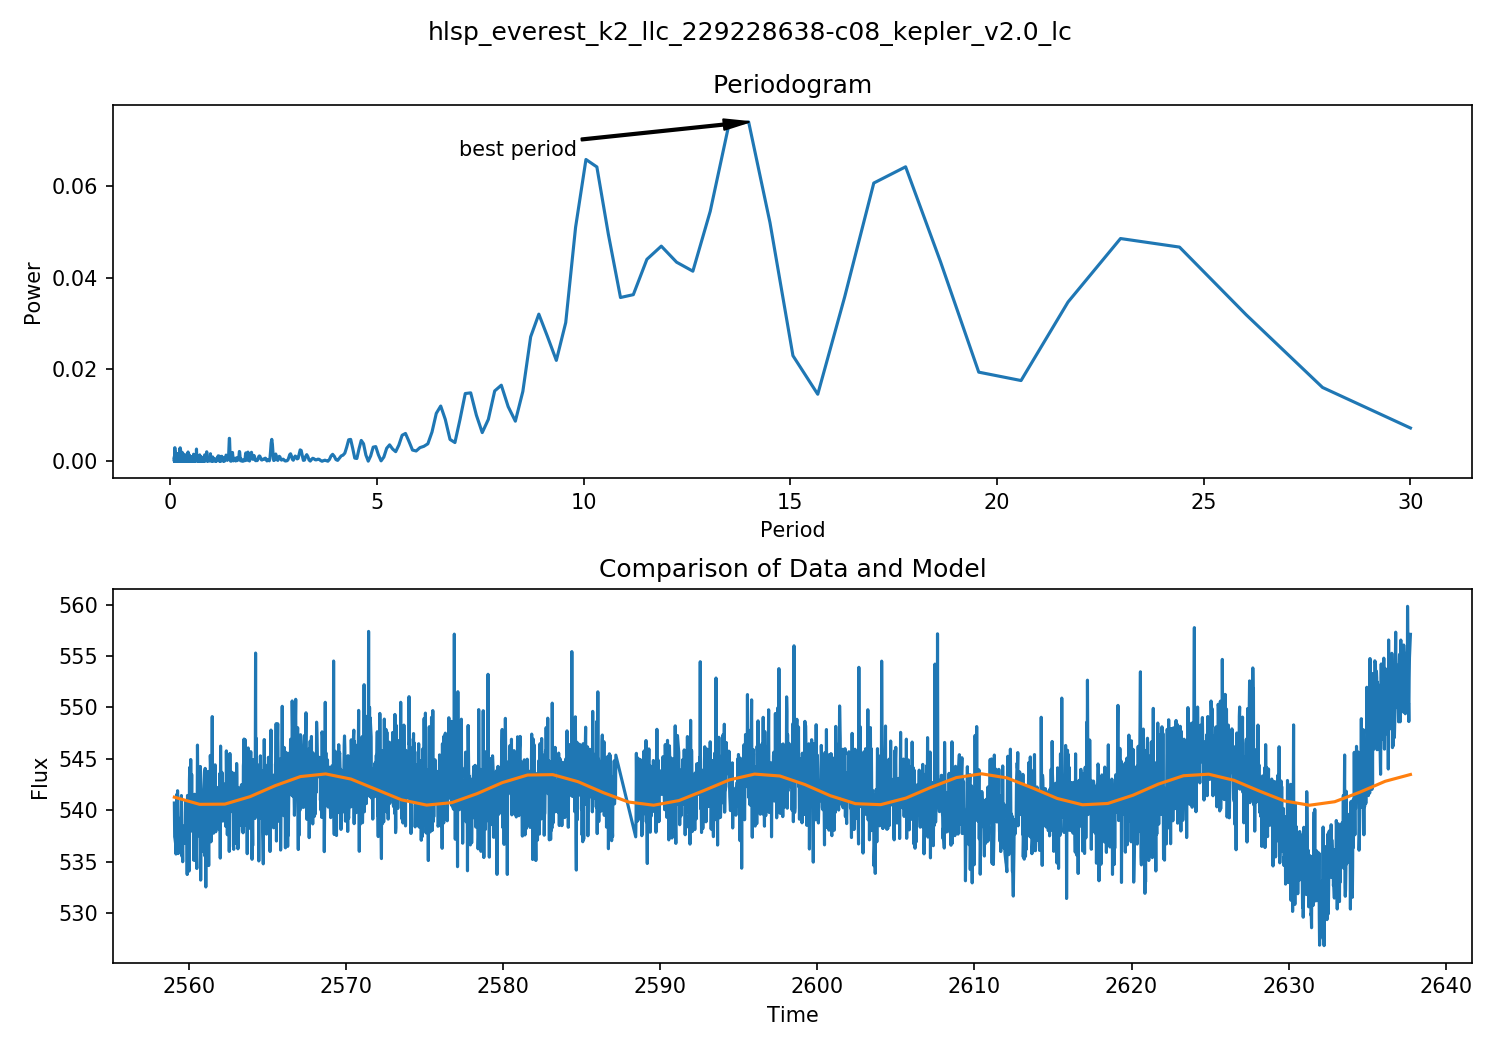 hlsp_everest_k2_llc_229228638-c08_kepler_v2.0_lc
Periodogram
best period
0.06
0.04
0.02
0.00
Power
0 5 10 15 20 25 30
Period
Comparison of Data and Model
560
555
550
545
540
535
530
Flux
2560 2570 2580 2590 2600 2610 2620 2630 2640
Time